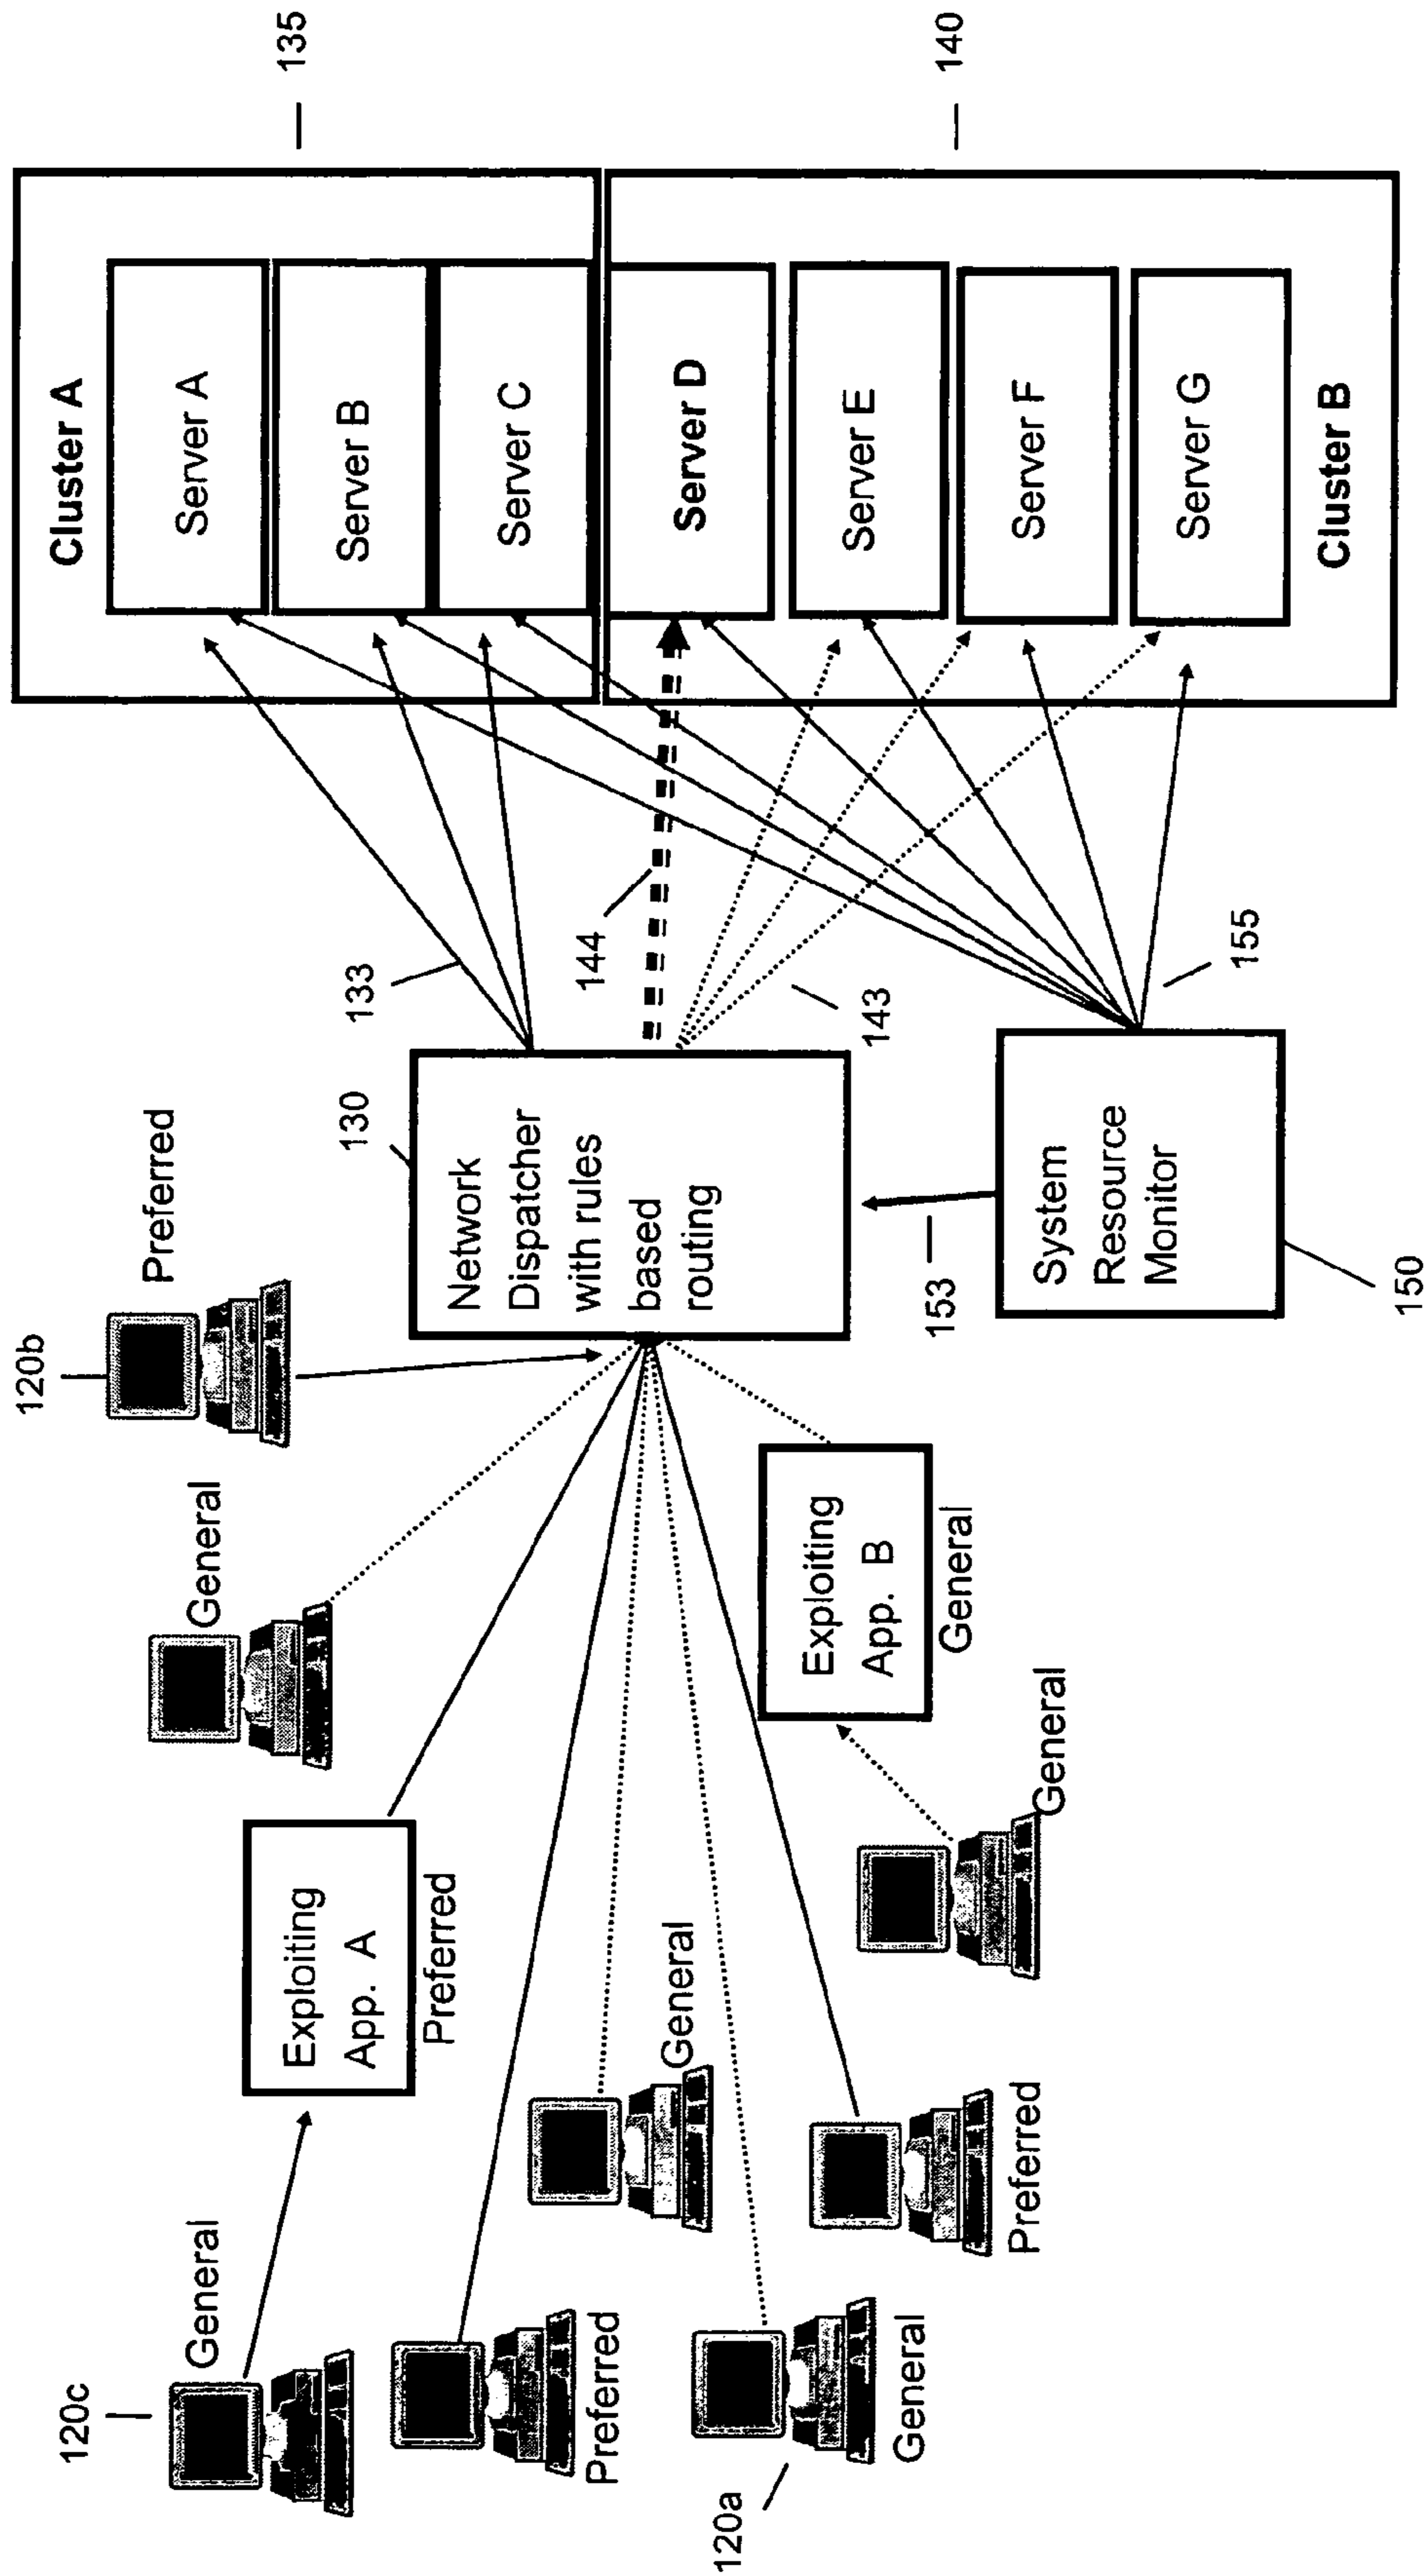 120c
General
Exploiting
App. A
Preferred
General
120b
Preferred
Preferred
General
120a
General
Preferred
General
Exploiting
App. B
General
130
Network
Dispatcher
with rules
based
routing
153
System
Resource
Monitor
150
133
144
143
155
Cluster A
Server A
Server B
Server C
Server D
Server E
Server F
Server G
Cluster B
135
140